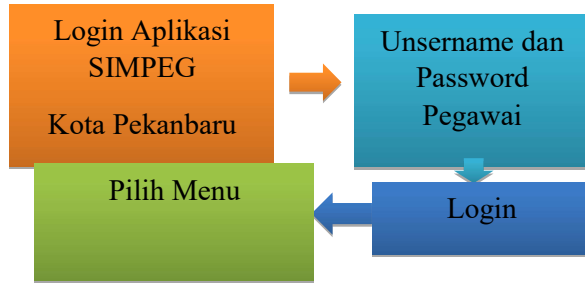 Login Aplikasi
SIMPEG
Kota Pekanbaru
Unsername dan
Password
Pegawai
Login
Pilih Menu